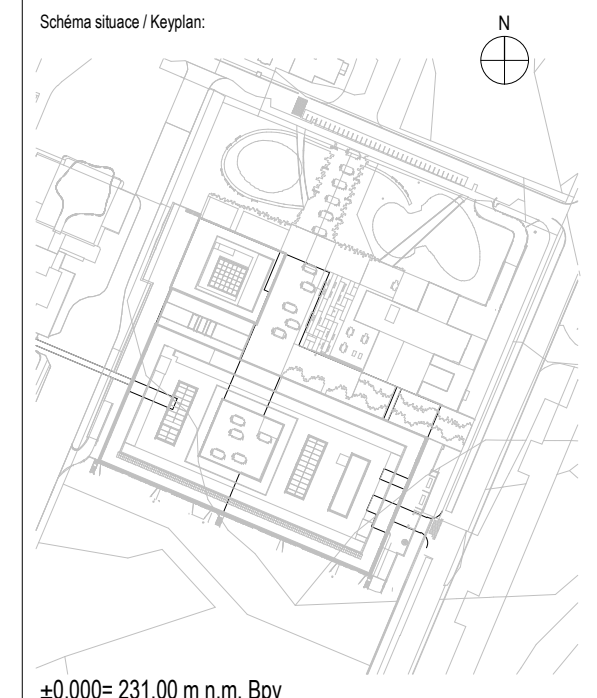 Schéma situace / Keyplan:
N
±0,000= 231,00 m n.m. Bpv